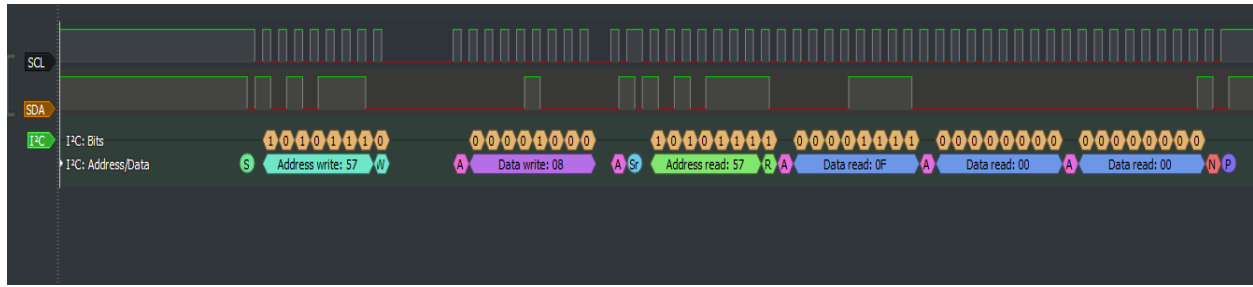 SCL
SDA
I²C
I²C: Bits
1 0 1 0 1 1 1 0 0 0 0 0 1 0 0 0 1 0 1 0 1 1 1 1 0 0 0 0 1 1 1 1 0 0 0 0 0 0 0 0 0 0 0 0 0 0 0 0
I²C: Address/Data
S Address write: 57 W A Data write: 08 A Sr Address read: 57 R A Data read: 0F A Data read: 00 A Data read: 00 N P